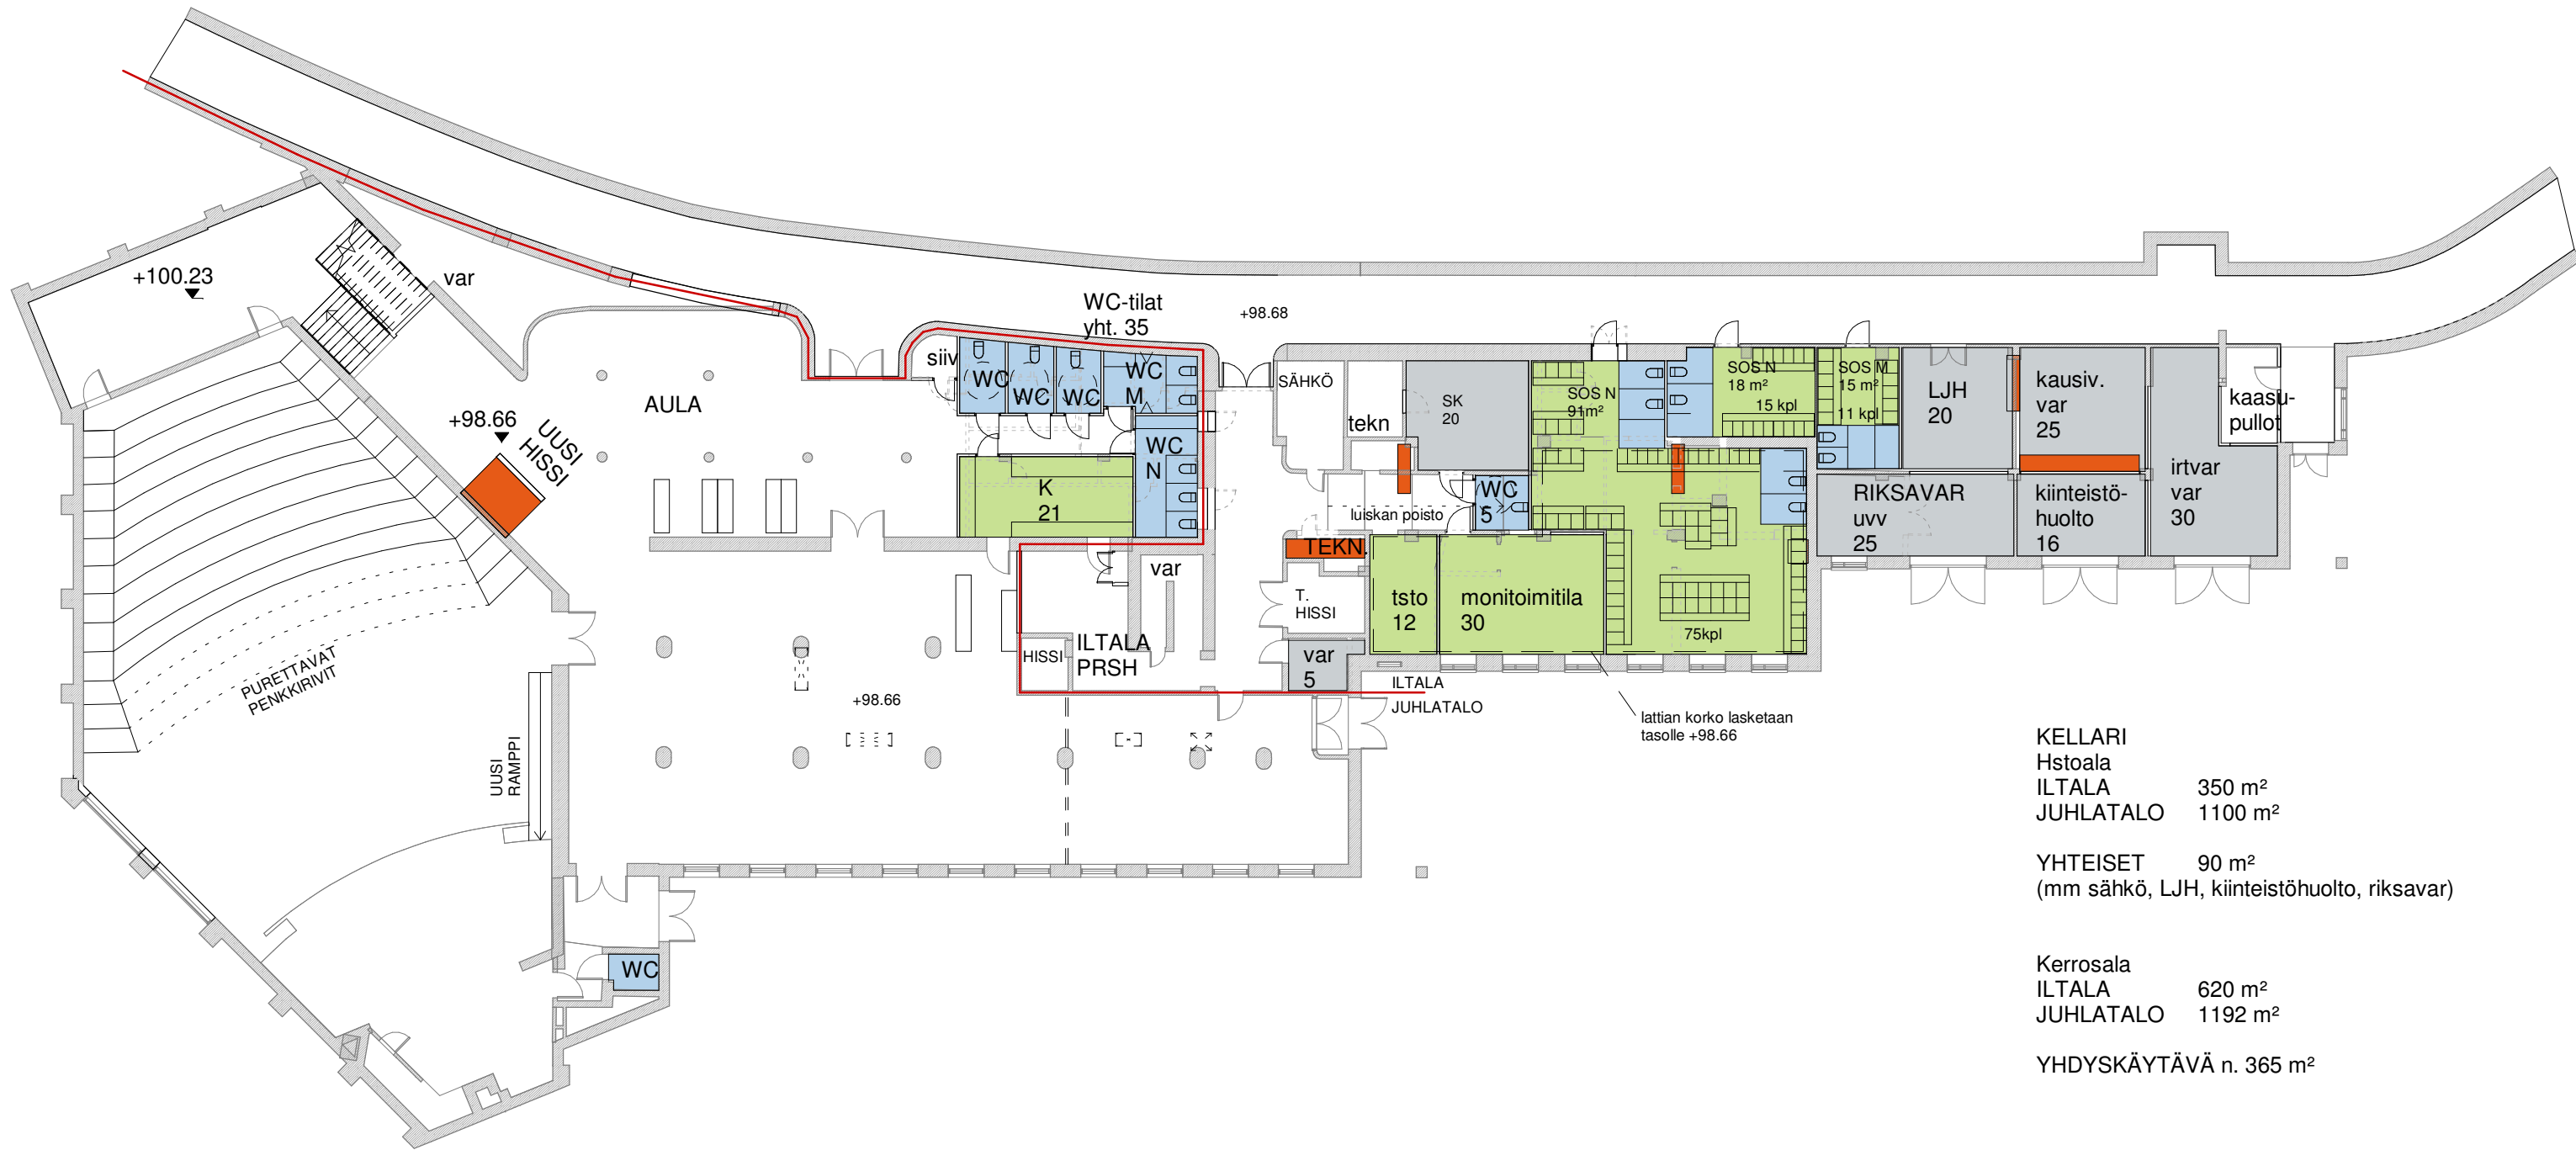 +100.23
var
WC-tilat
yht. 35
+98.68
siiv
WC
WC
WC
WC
M
WC
N
AULA
+98.66
UUSI
HISSI
K
21
SÄHKÖ
tekn
SK
20
SOS N
91m²
SOS N
18 m²
15 kpl
SOS M
15 m²
11 kpl
LJH
20
kausiv.
var
25
kaasu-
pullot
irtvar
var
30
RIKSAVAR
uvv
25
kiinteistö-
huolto
16
WC
5
luiskan poisto
TEKN.
var
T.
HISSI
tsto
12
monitoimitila
30
75kpl
HISSI
ILTALA
PRSH
var
5
ILTALA
JUHLATALO
PURETTAVAT
PENKKIRIVIT
+98.66
UUSI
RAMPPI
lattian korko lasketaan
tasolle +98.66
WC
KELLARI
Hstoala
ILTALA 350 m²
JUHLATALO 1100 m²
YHTEISET 90 m²
(mm sähkö, LJH, kiinteistöhuolto, riksavar)
Kerrosala
ILTALA 620 m²
JUHLATALO 1192 m²
YHDYSKÄYTÄVÄ n. 365 m²